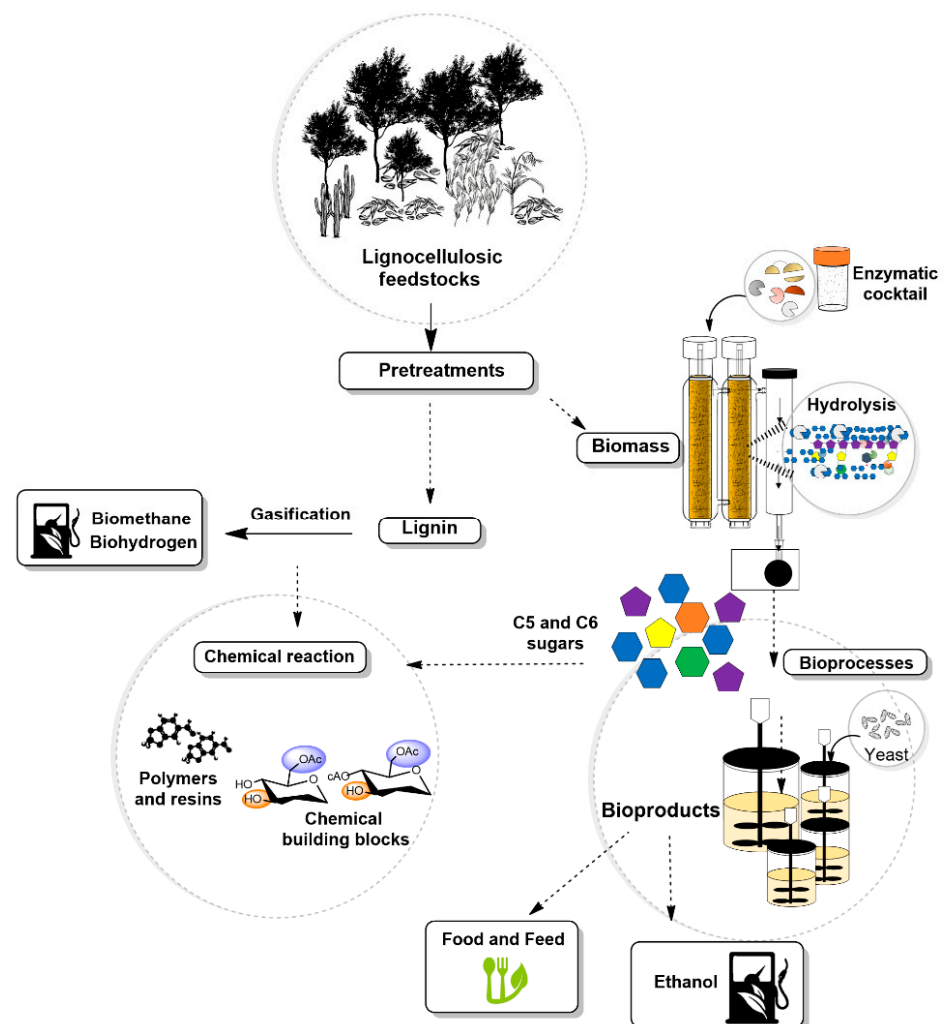 Lignocellulosic
feedstocks
Enzymatic
cocktail
Pretreatments
Hydrolysis
Biomass
Gasification
Biomethane
Biohydrogen
Lignin
C5 and C6
sugars
Chemical reaction
Bioprocesses
Yeast
OAc
OAc
HO
O
cAO
O
HO
HO
Polymers
and resins
Chemical
building blocks
Bioproducts
Food and Feed
Ethanol